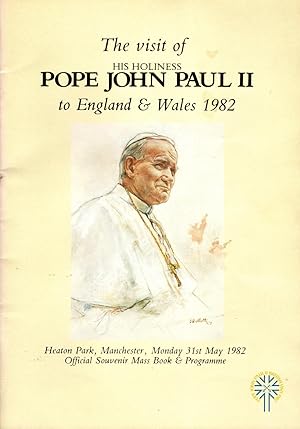 The visit of
HIS HOLINESS
POPE JOHN PAUL II
to England & Wales 1982
Heaton Park, Manchester, Monday 31st May 1982
Official Souvenir Mass Book & Programme